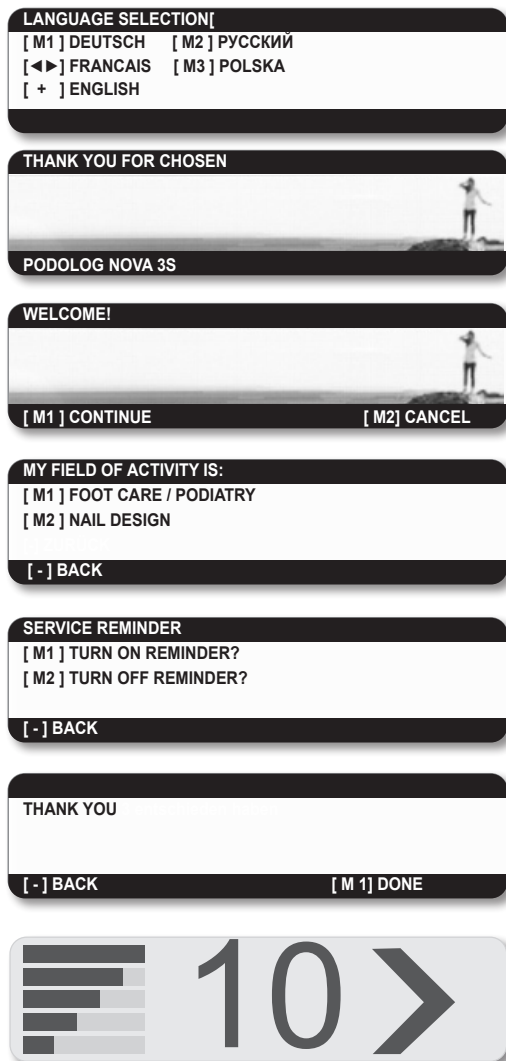 LANGUAGE SELECTION[
[ M1 ] DEUTSCH [ M2 ] РУССКИЙ
[◄►] FRANCAIS [ M3 ] POLSKA
[ + ] ENGLISH
THANK YOU FOR CHOSEN
PODOLOG NOVA 3S
WELCOME!
[ M1 ] CONTINUE [ M2] CANCEL
MY FIELD OF ACTIVITY IS:
[ M1 ] FOOT CARE / PODIATRY
[ M2 ] NAIL DESIGN
[ - ] BACK
SERVICE REMINDER
[ M1 ] TURN ON REMINDER?
[ M2 ] TURN OFF REMINDER?
[ - ] BACK
THANK YOU
[ - ] BACK [ M 1] DONE
10 >